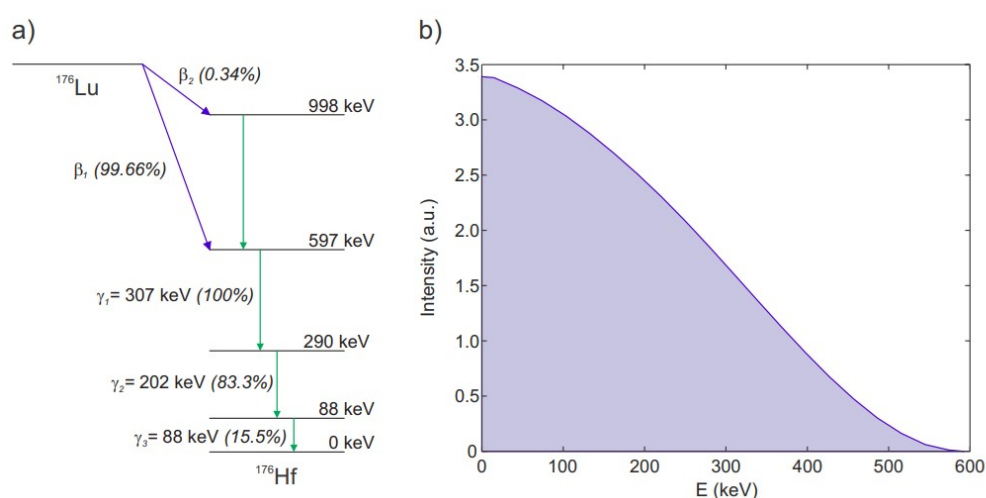 a)
¹⁷⁶Lu
β₂ (0.34%)
998 keV
β₁ (99.66%)
597 keV
γ₁= 307 keV (100%)
290 keV
γ₂= 202 keV (83.3%)
88 keV
γ₃= 88 keV (15.5%)
0 keV
¹⁷⁶Hf
b)
3.5
3.0
2.5
2.0
1.5
1.0
0.5
0
Intensity (a.u.)
0 100 200 300 400 500 600
E (keV)